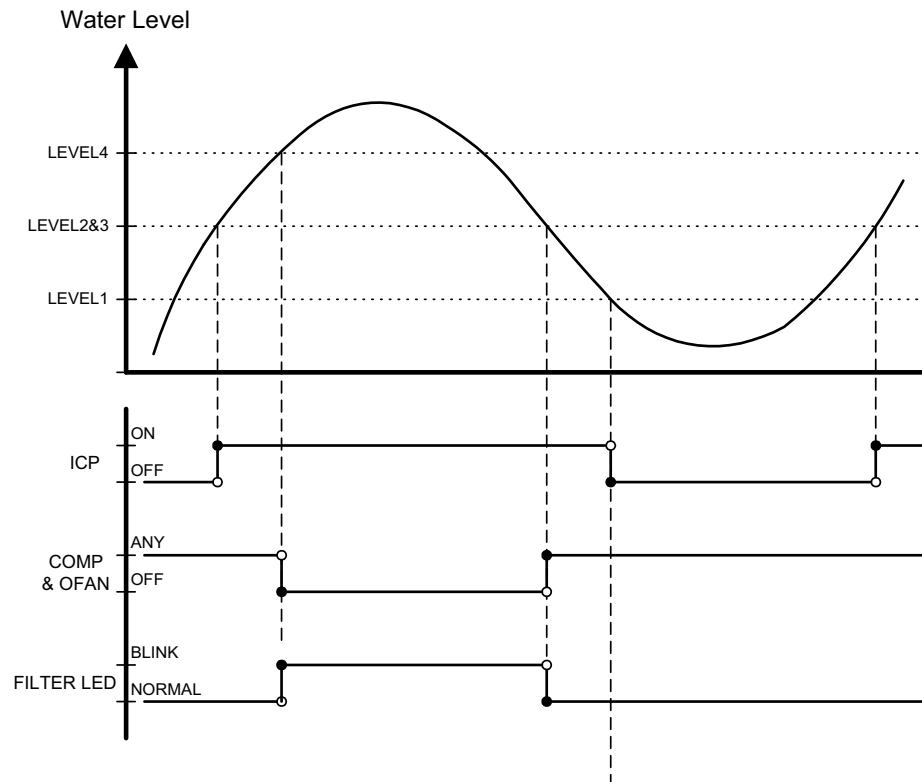 Water Level
LEVEL4
LEVEL2&3
LEVEL1
ON
ICP
OFF
ANY
COMP
& OFAN
OFF
BLINK
FILTER LED
NORMAL